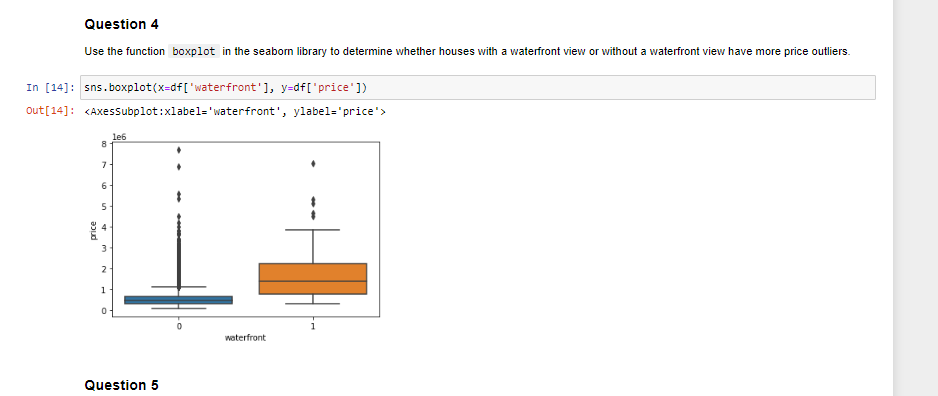 Question 4
Use the function boxplot in the seaborn library to determine whether houses with a waterfront view or without a waterfront view have more price outliers.
In [14]: sns.boxplot(x=df['waterfront'], y=df['price'])
Out[14]: <AxesSubplot:xlabel='waterfront', ylabel='price'>
1e6
8
7
6
5
4
3
2
1
0
price
0 1
waterfront
Question 5